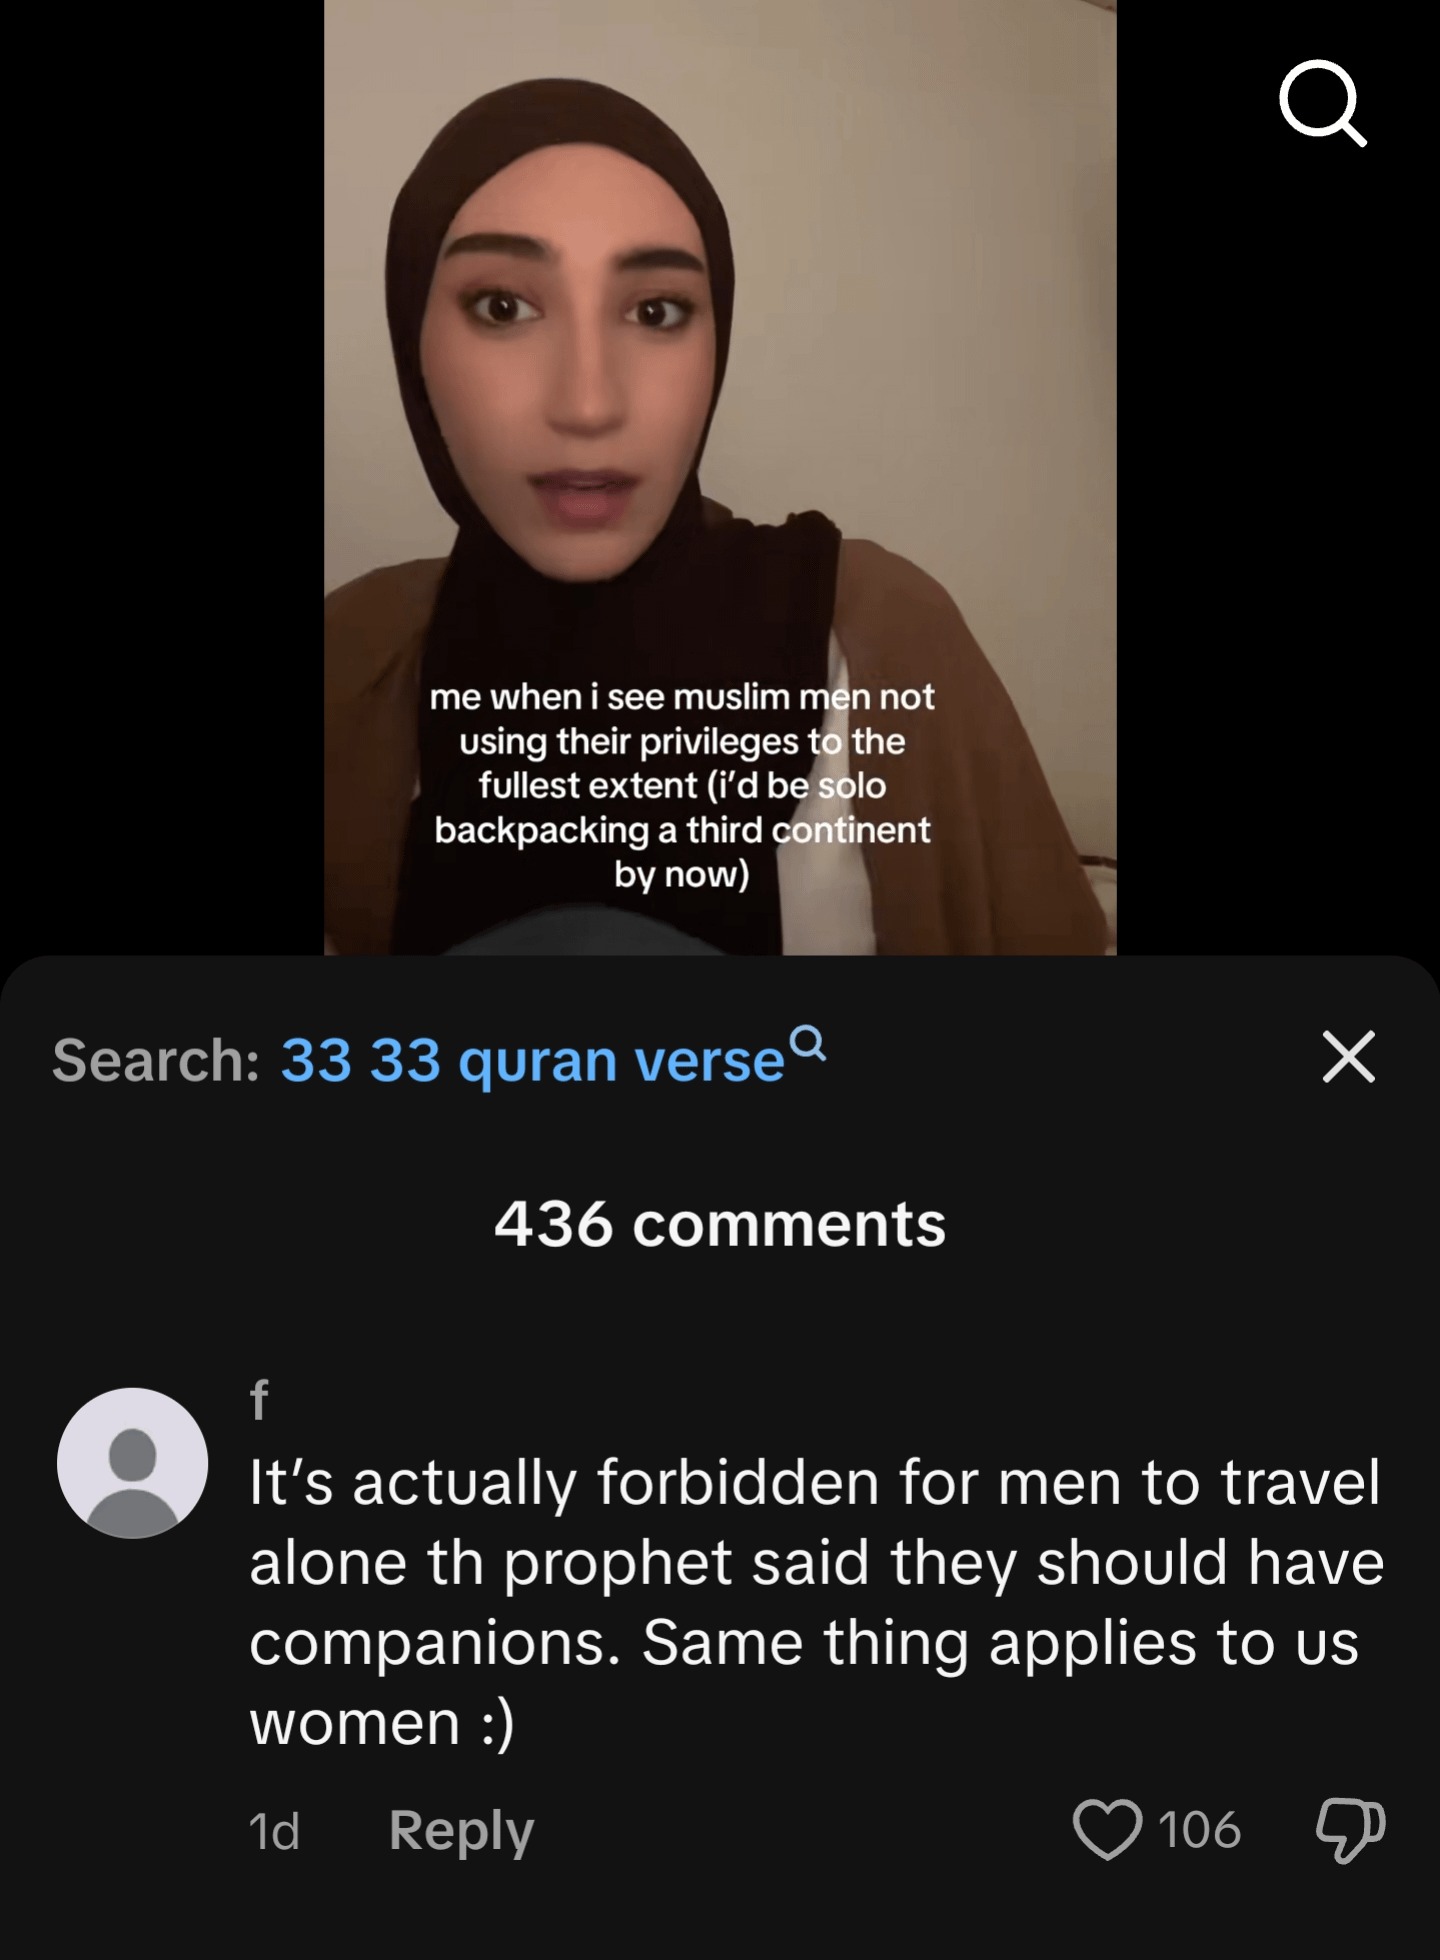 me when i see muslim men not
using their privileges to the
fullest extent (i'd be solo
backpacking a third continent
by now)
Search: 33 33 quran verse
436 comments
f
It's actually forbidden for men to travel
alone th prophet said they should have
companions. Same thing applies to us
women :)
1d Reply 106